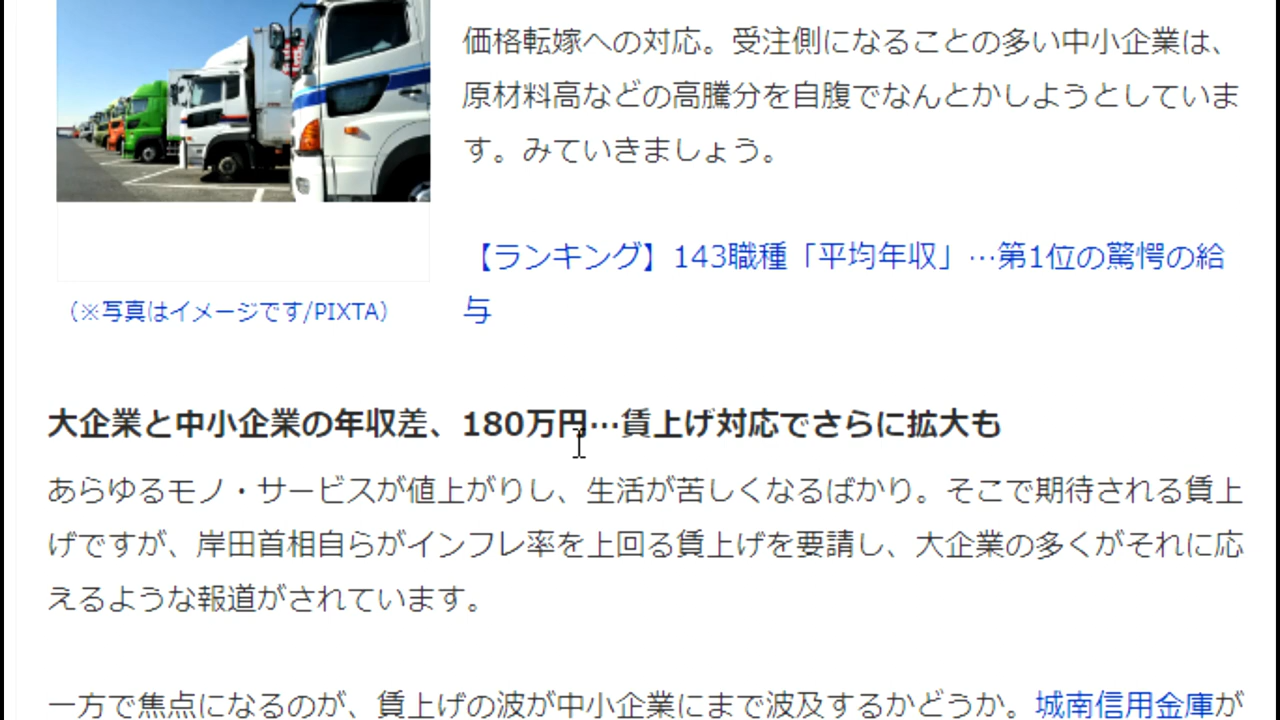 価格転嫁への対応。受注側になることの多い中小企業は、
原材料高などの高騰分を自腹でなんとかしようとしていま
す。みていきましょう。
【ランキング】143職種「平均年収」…第1位の驚愕の給
与
（※写真はイメージです/PIXTA）
大企業と中小企業の年収差、180万円…賃上げ対応でさらに拡大も
あらゆるモノ・サービスが値上がりし、生活が苦しくなるばかり。そこで期待される賃上
げですが、岸田首相自らがインフレ率を上回る賃上げを要請し、大企業の多くがそれに応
えるような報道がされています。
一方で焦点になるのが、賃上げの波が中小企業にまで波及するかどうか。城南信用金庫が